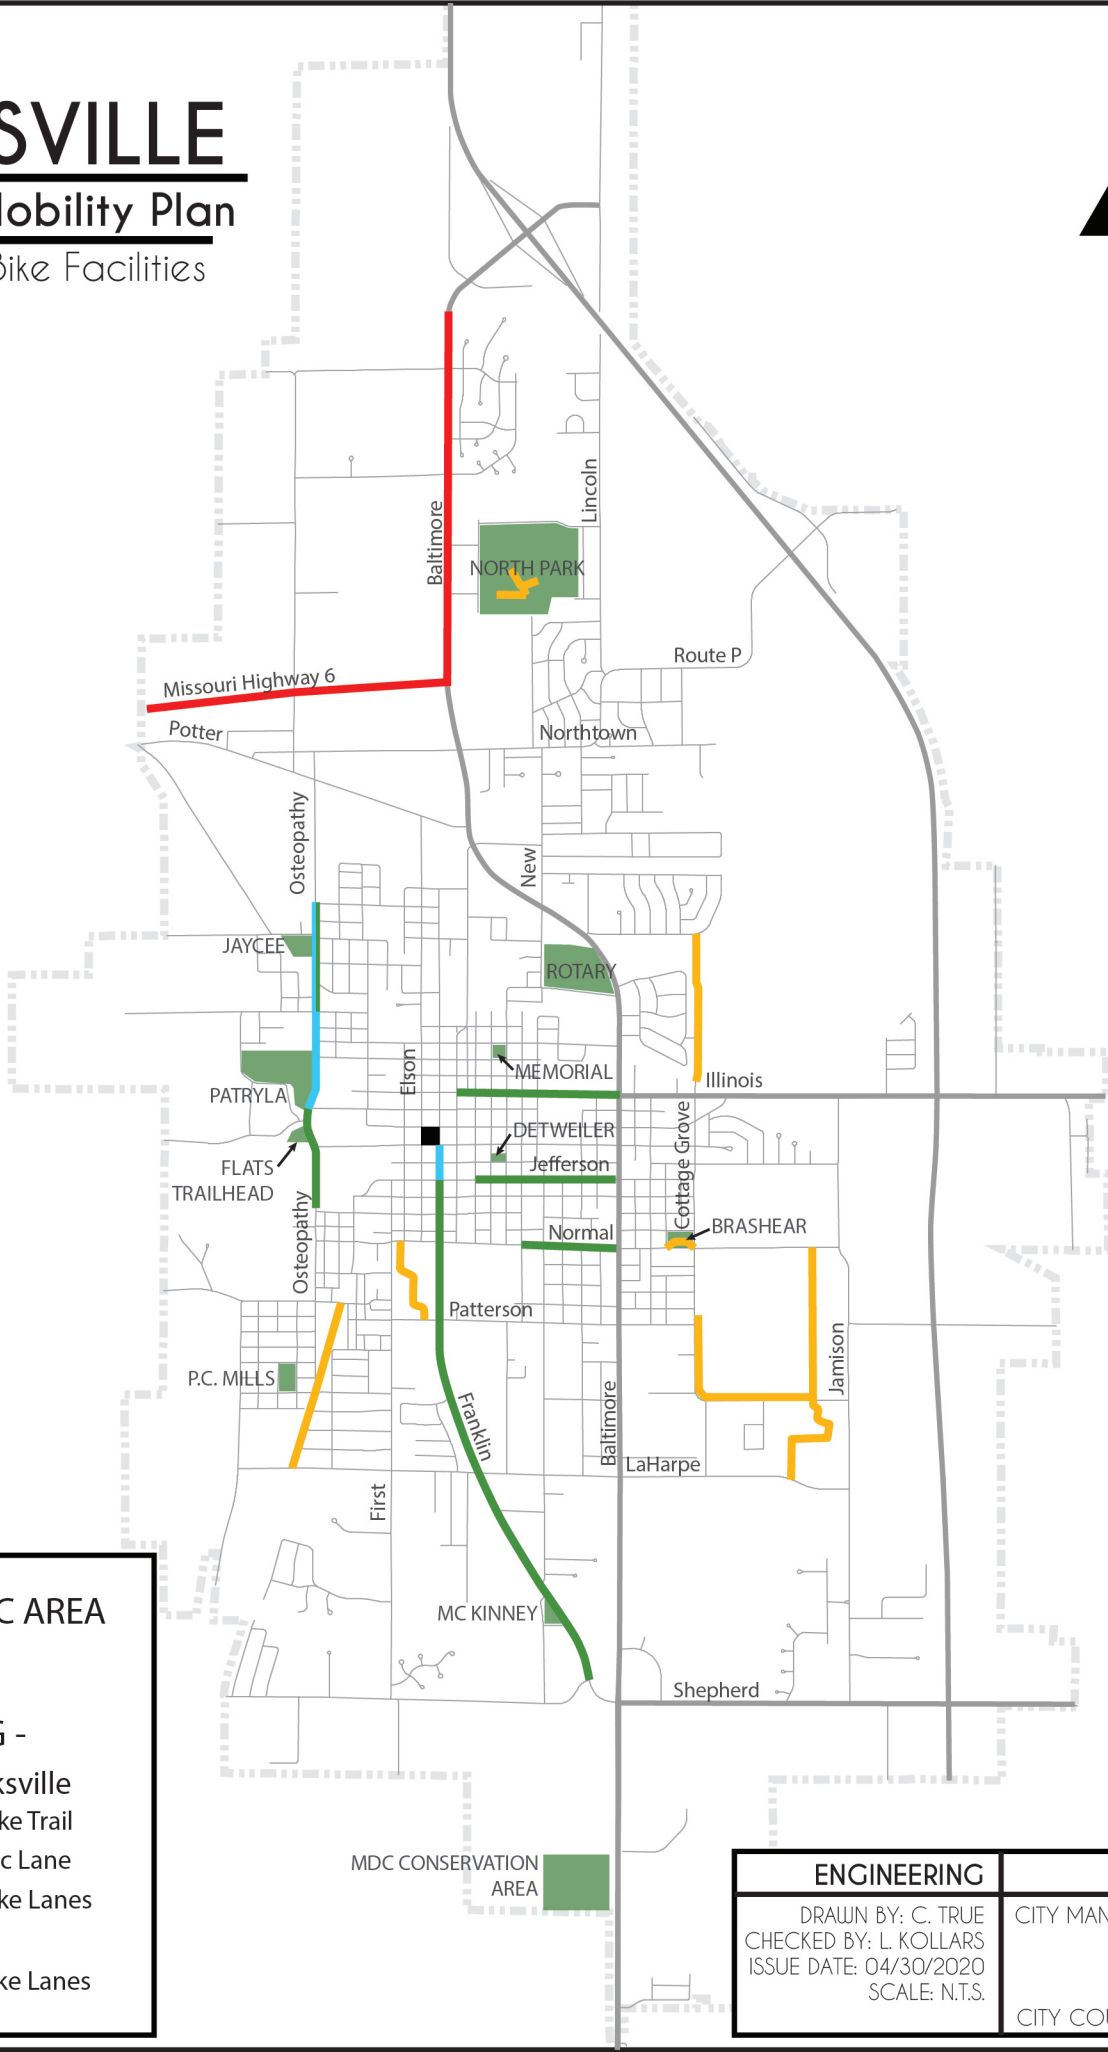 SVILLE
Mobility Plan
Bike Facilities
Lincoln
Baltimore
NORTH PARK
Route P
Missouri Highway 6
Potter
Northtown
Osteopathy
New
JAYCEE
ROTARY
Elson
MEMORIAL
Illinois
PATRYLA
DETWEILER
Cottage Grove
Jefferson
FLATS
TRAILHEAD
Osteopathy
Normal
BRASHEAR
Patterson
Jamison
P.C. MILLS
Franklin
Baltimore
LaHarpe
First
C AREA
MC KINNEY
Shepherd
G -
ksville
ke Trail
c Lane
ke Lanes
ke Lanes
MDC CONSERVATION
AREA
ENGINEERING
DRAWN BY: C. TRUE
CHECKED BY: L. KOLLARS
ISSUE DATE: 04/30/2020
SCALE: N.T.S.
CITY MAN
CITY COU